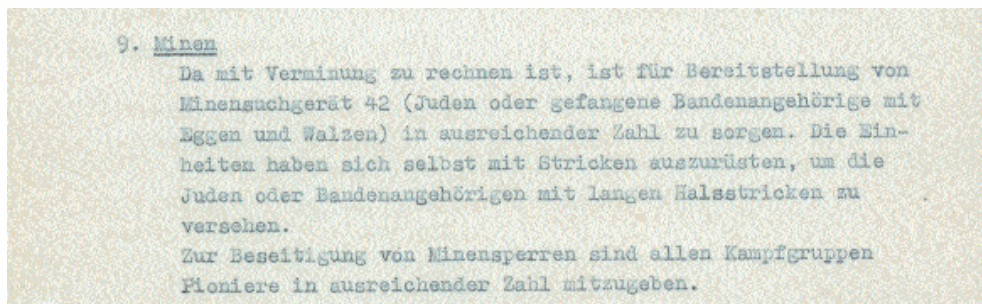 9. Minen
Da mit Verminung zu rechnen ist, ist für Bereitstellung von
Minensuchgerät 42 (Juden oder gefangene Bandenangehörige mit
Eggen und Walzen) in ausreichender Zahl zu sorgen. Die Ein-
heiten haben sich selbst mit Stricken auszurüsten, um die
Juden oder Bandenangehörigen mit langen Halsstricken zu
versehen.
Zur Beseitigung von Minensperren sind allen Kampfgruppen
Pioniere in ausreichender Zahl mitzugeben.